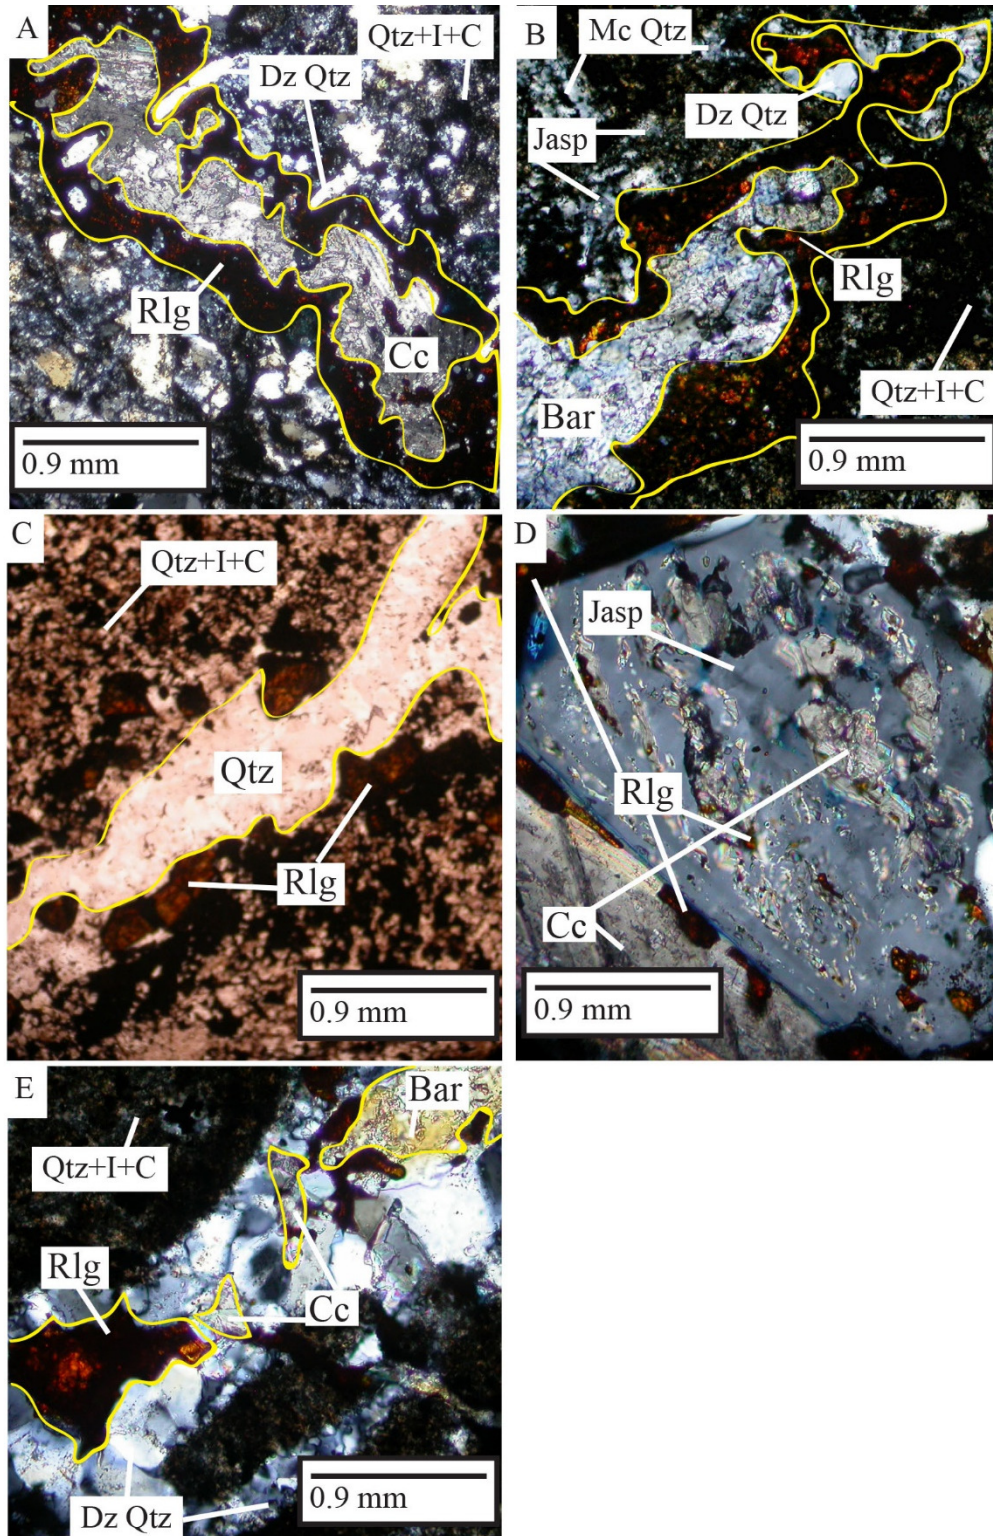 A
Qtz+I+C
Dz Qtz
Rlg
Cc
0.9 mm
B
Mc Qtz
Dz Qtz
Jasp
Rlg
Qtz+I+C
Bar
0.9 mm
C
Qtz+I+C
Qtz
Rlg
0.9 mm
D
Jasp
Rlg
Cc
0.9 mm
E
Bar
Qtz+I+C
Rlg
Cc
0.9 mm
Dz Qtz